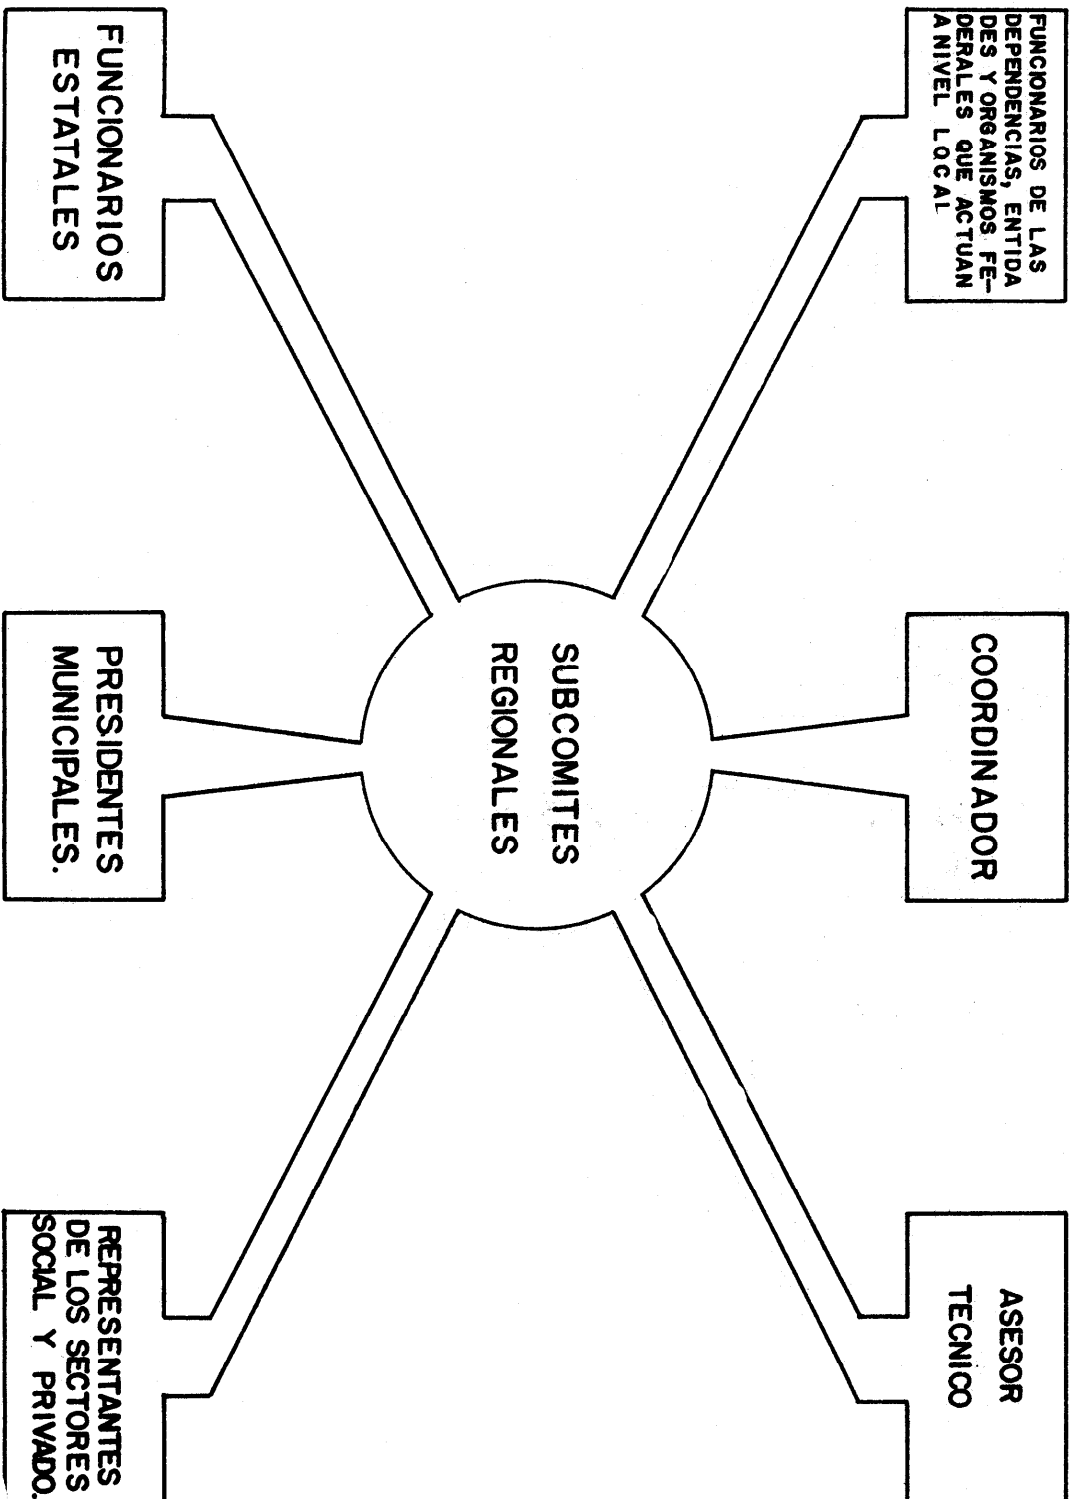 FUNCIONARIOS DE LAS
DEPENDENCIAS, ENTIDA
DES Y ORGANISMOS FE–
DERALES QUE ACTUAN
A NIVEL LOCAL
COORDINADOR
ASESOR
TECNICO
SUBCOMITES
REGIONALES
FUNCIONARIOS
ESTATALES
PRESIDENTES
MUNICIPALES.
REPRESENTANTES
DE LOS SECTORES
SOCIAL Y PRIVADO.